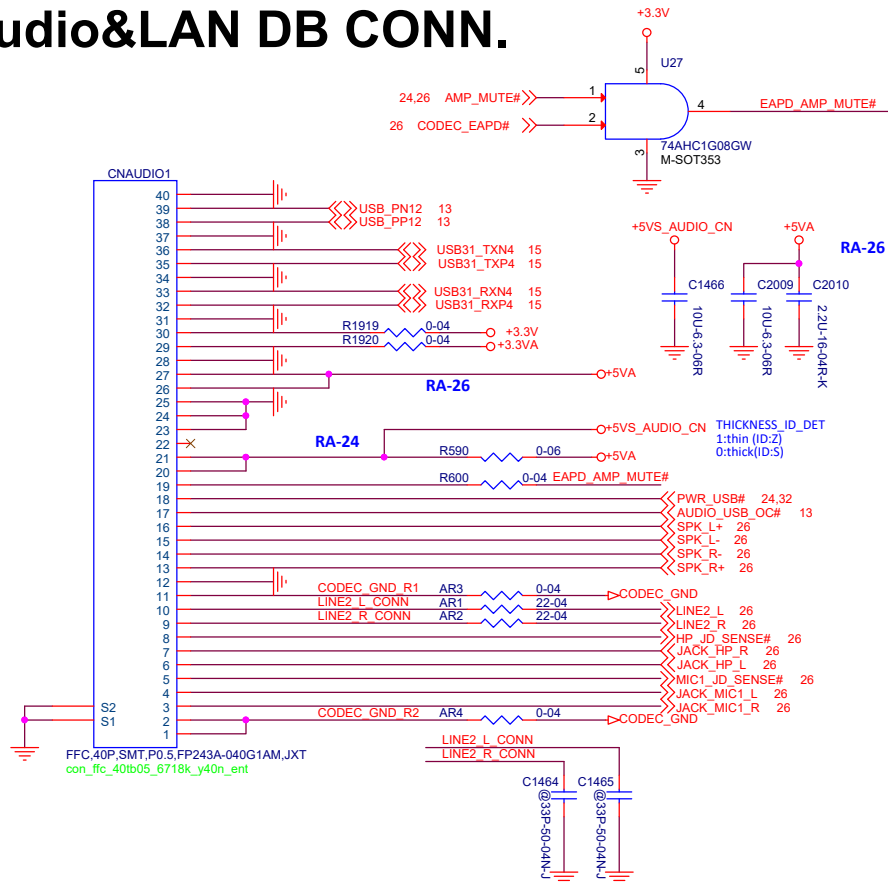 udio&LAN DB CONN.
+3.3V
U27
5
24,26 AMP_MUTE#
1
26 CODEC_EAPD#
2
4
EAPD_AMP_MUTE#
3
74AHC1G08GW
M-SOT353
CNAUDIO1
+5VS_AUDIO_CN
+5VA
RA-26
C1466
10U-6.3-06R
C2009
10U-6.3-06R
C2010
2.2U-16-04R-K
40
39 USB_PN12 13
38 USB_PP12 13
37
36 USB31_TXN4 15
35 USB31_TXP4 15
34
33 USB31_RXN4 15
32 USB31_RXP4 15
31
30 R1919 0-04 +3.3V
29 R1920 0-04 +3.3VA
28
27 +5VA
26 RA-26
25
24
23 +5VS_AUDIO_CN
THICKNESS_ID_DET
1:thin (ID:Z)
0:thick(ID:S)
22 RA-24
21 R590 0-06 +5VA
20
19 R600 0-04 EAPD_AMP_MUTE#
18 PWR_USB# 24,32
17 AUDIO_USB_OC# 13
16 SPK_L+ 26
15 SPK_L- 26
14 SPK_R- 26
13 SPK_R+ 26
12
11 CODEC_GND_R1 AR3 0-04 CODEC_GND
10 LINE2_L_CONN AR1 22-04 LINE2_L 26
9 LINE2_R_CONN AR2 22-04 LINE2_R 26
8 HP_JD_SENSE# 26
7 JACK_HP_R 26
6 JACK_HP_L 26
5 MIC1_JD_SENSE# 26
4 JACK_MIC1_L 26
3 JACK_MIC1_R 26
S2
S1
2 CODEC_GND_R2 AR4 0-04 CODEC_GND
1
FFC,40P,SMT,P0.5,FP243A-040G1AM,JXT
con_ffc_40tb05_6718k_y40n_ent
LINE2_L_CONN
LINE2_R_CONN
C1464
@33P-50-04N-J
C1465
@33P-50-04N-J